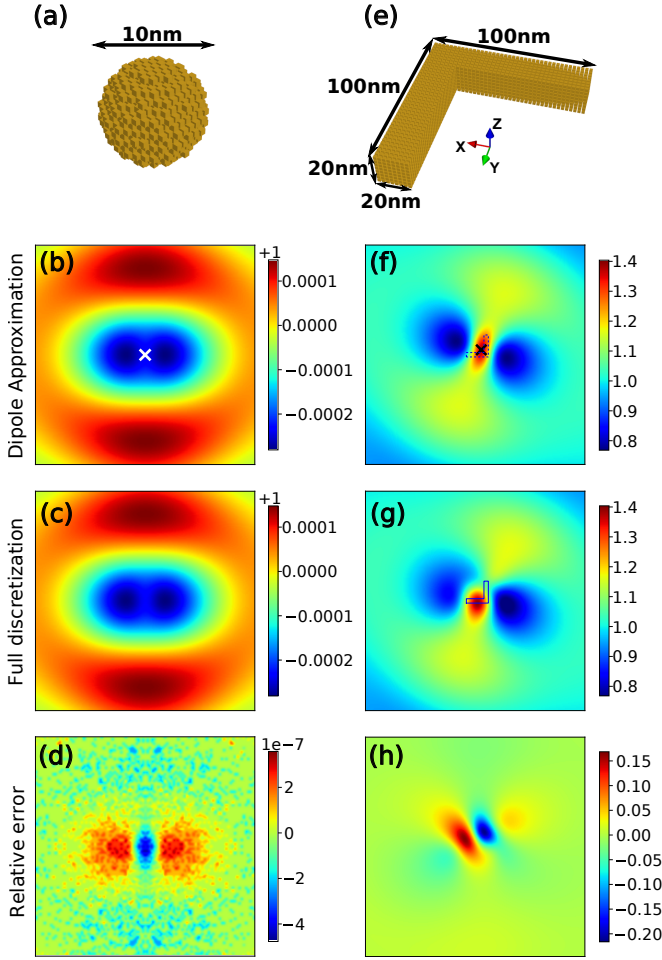 (a)
10nm
(e)
100nm
100nm
20nm
20nm
X
Z
Y
Dipole Approximation
(b)
+1
0.0001
0.0000
−0.0001
−0.0002
(f)
1.4
1.3
1.2
1.1
1.0
0.9
0.8
Full discretization
(c)
+1
0.0001
0.0000
−0.0001
−0.0002
(g)
1.4
1.3
1.2
1.1
1.0
0.9
0.8
Relative error
(d)
1e−7
2
0
−2
−4
(h)
0.15
0.10
0.05
0.00
−0.05
−0.10
−0.15
−0.20